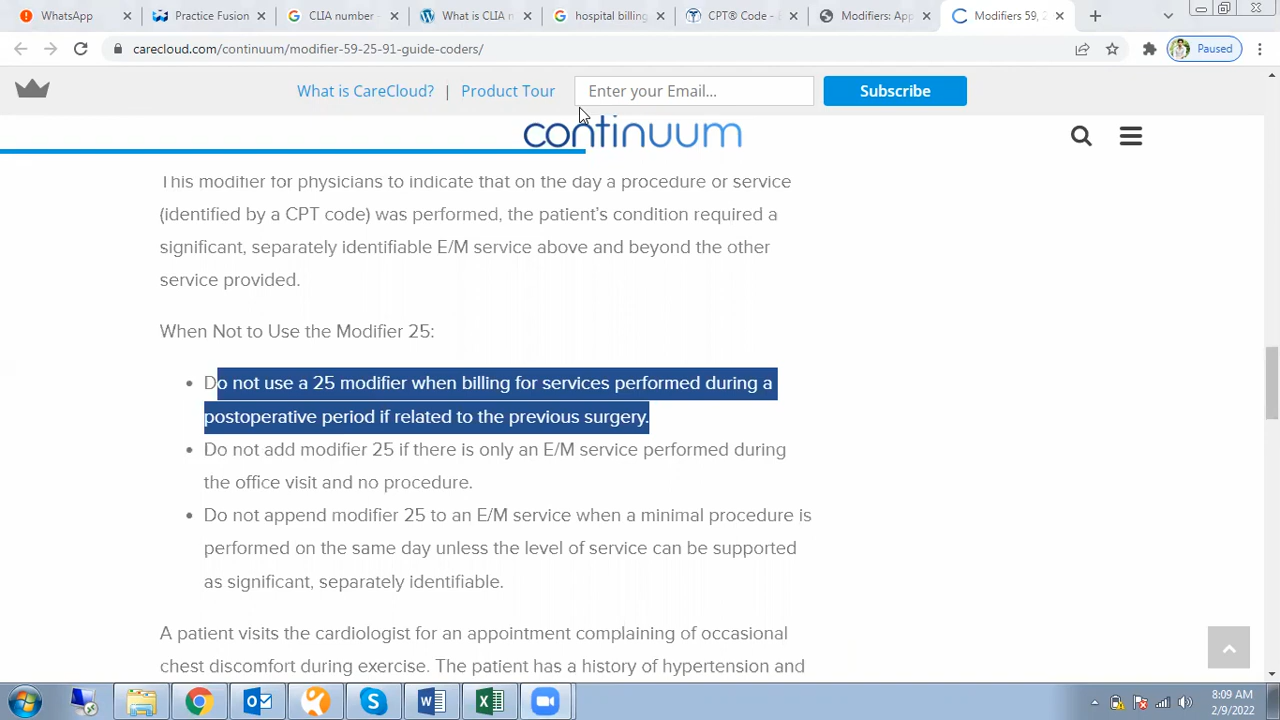 WhatsApp
Practice Fusion
CLIA number -
What is CLIA n
hospital billing
CPT® Code - E
Modifiers: App
Modifiers 59, 2
carecloud.com/continuum/modifier-59-25-91-guide-coders/
Paused
What is CareCloud? | Product Tour
Enter your Email...
Subscribe
continuum
This modifier for physicians to indicate that on the day a procedure or service
(identified by a CPT code) was performed, the patient's condition required a
significant, separately identifiable E/M service above and beyond the other
service provided.
When Not to Use the Modifier 25:
• Do not use a 25 modifier when billing for services performed during a
postoperative period if related to the previous surgery.
• Do not add modifier 25 if there is only an E/M service performed during
the office visit and no procedure.
• Do not append modifier 25 to an E/M service when a minimal procedure is
performed on the same day unless the level of service can be supported
as significant, separately identifiable.
A patient visits the cardiologist for an appointment complaining of occasional
chest discomfort during exercise. The patient has a history of hypertension and
8:09 AM
2/9/2022